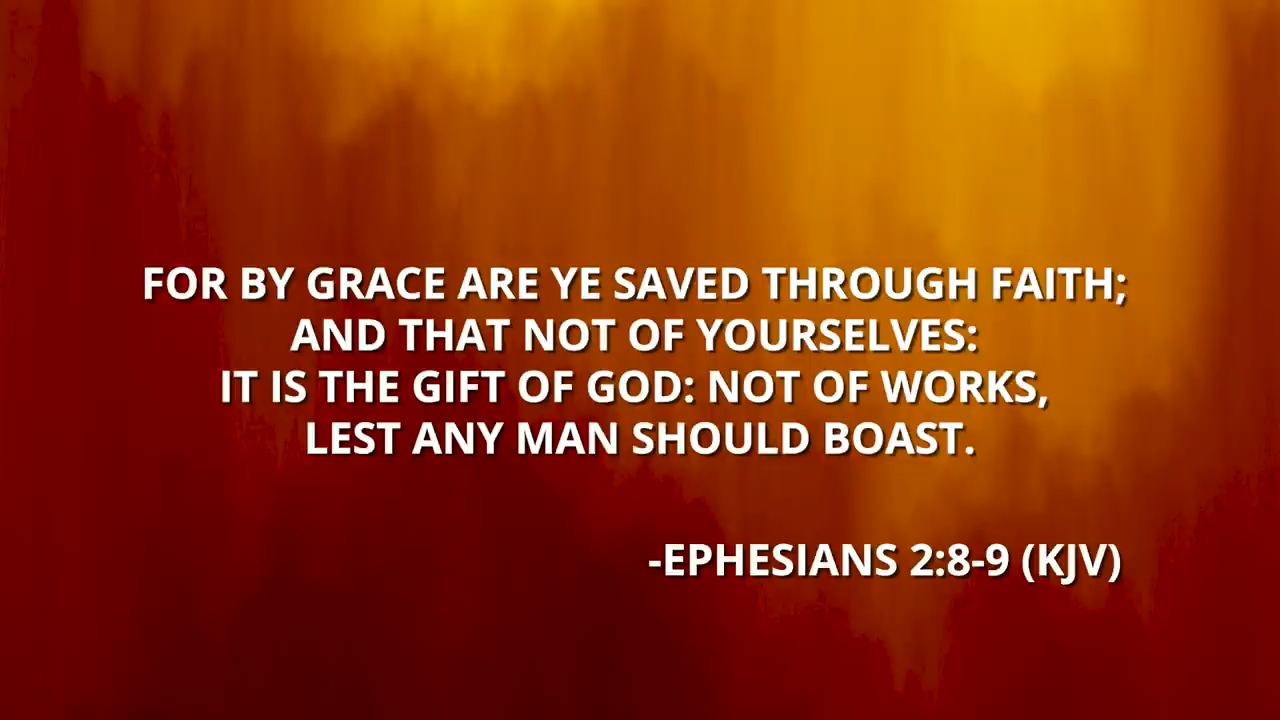 FOR BY GRACE ARE YE SAVED THROUGH FAITH;
AND THAT NOT OF YOURSELVES:
IT IS THE GIFT OF GOD: NOT OF WORKS,
LEST ANY MAN SHOULD BOAST.
-EPHESIANS 2:8-9 (KJV)